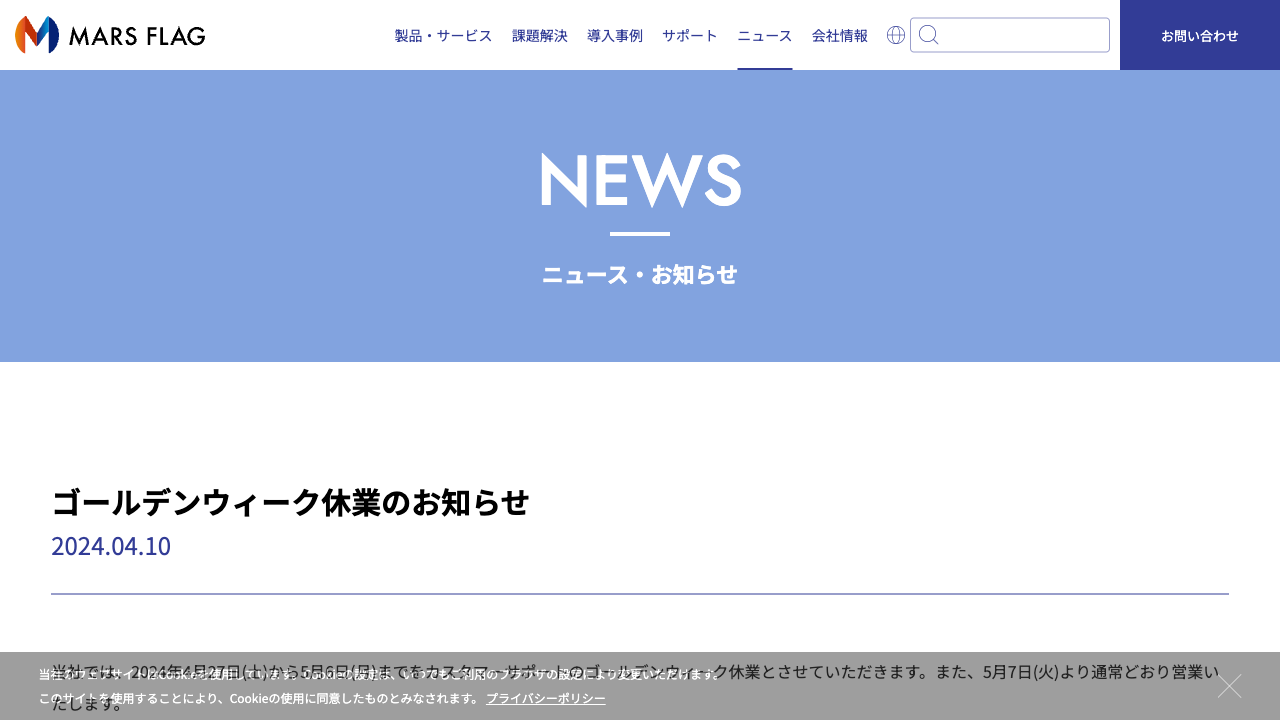 MARS FLAG
製品・サービス 課題解決 導入事例 サポート ニュース 会社情報
お問い合わせ
NEWS
ニュース・お知らせ
ゴールデンウィーク休業のお知らせ
2024.04.10
当社では、2024年4月27日(土)から5月6日(月)までをカスタマーサポートのゴールデンウィーク休業とさせていただきます。また、5月7日(火)より通常どおり営業い
たします。
当社のウェブサイトはCookieを使用しています。Cookieの設定は、いつでもご利用のブラウザの設定により変更いただけます。
このサイトを使用することにより、Cookieの使用に同意したものとみなされます。 プライバシーポリシー